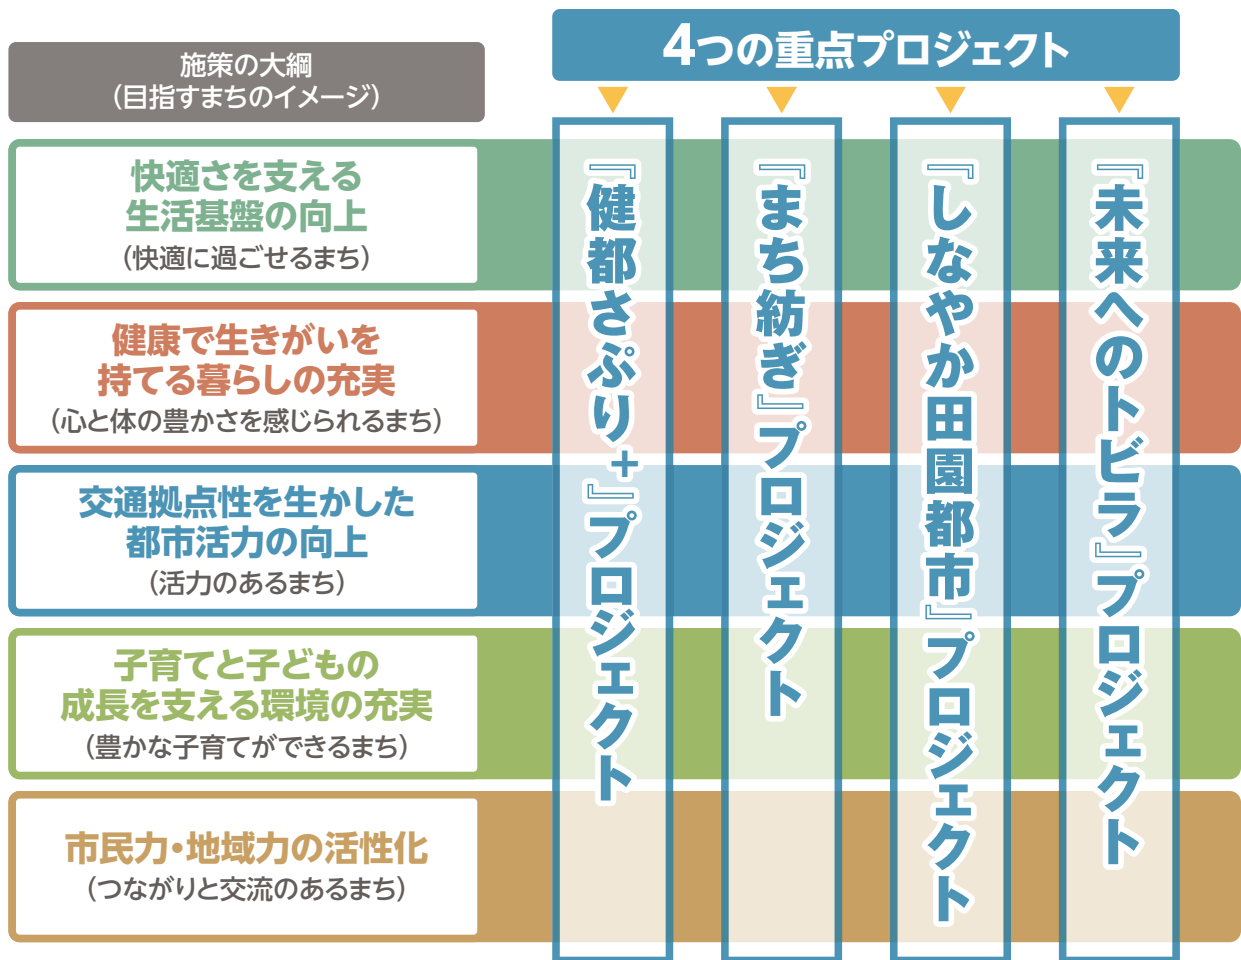 施策の大綱
(目指すまちのイメージ)
4つの重点プロジェクト
快適さを支える
生活基盤の向上
(快適に過ごせるまち)
健康で生きがいを
持てる暮らしの充実
(心と体の豊かさを感じられるまち)
交通拠点性を生かした
都市活力の向上
(活力のあるまち)
子育てと子どもの
成長を支える環境の充実
(豊かな子育てができるまち)
市民力・地域力の活性化
(つながりと交流のあるまち)
『健都さぷり+』プロジェクト
『まち紡ぎ』プロジェクト
『しなやか田園都市』プロジェクト
『未来へのトビラ』プロジェクト